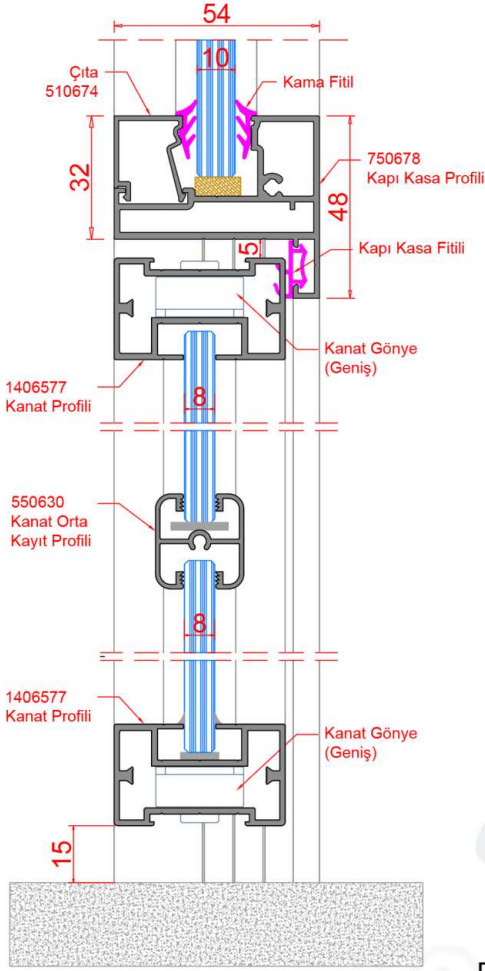 54
10
Çıta
510674
Kama Fitil
32
750678
Kapı Kasa Profili
48
5
Kapı Kasa Fitili
Kanat Gönye
(Geniş)
1406577
Kanat Profili
8
550630
Kanat Orta
Kayıt Profili
8
1406577
Kanat Profili
Kanat Gönye
(Geniş)
15